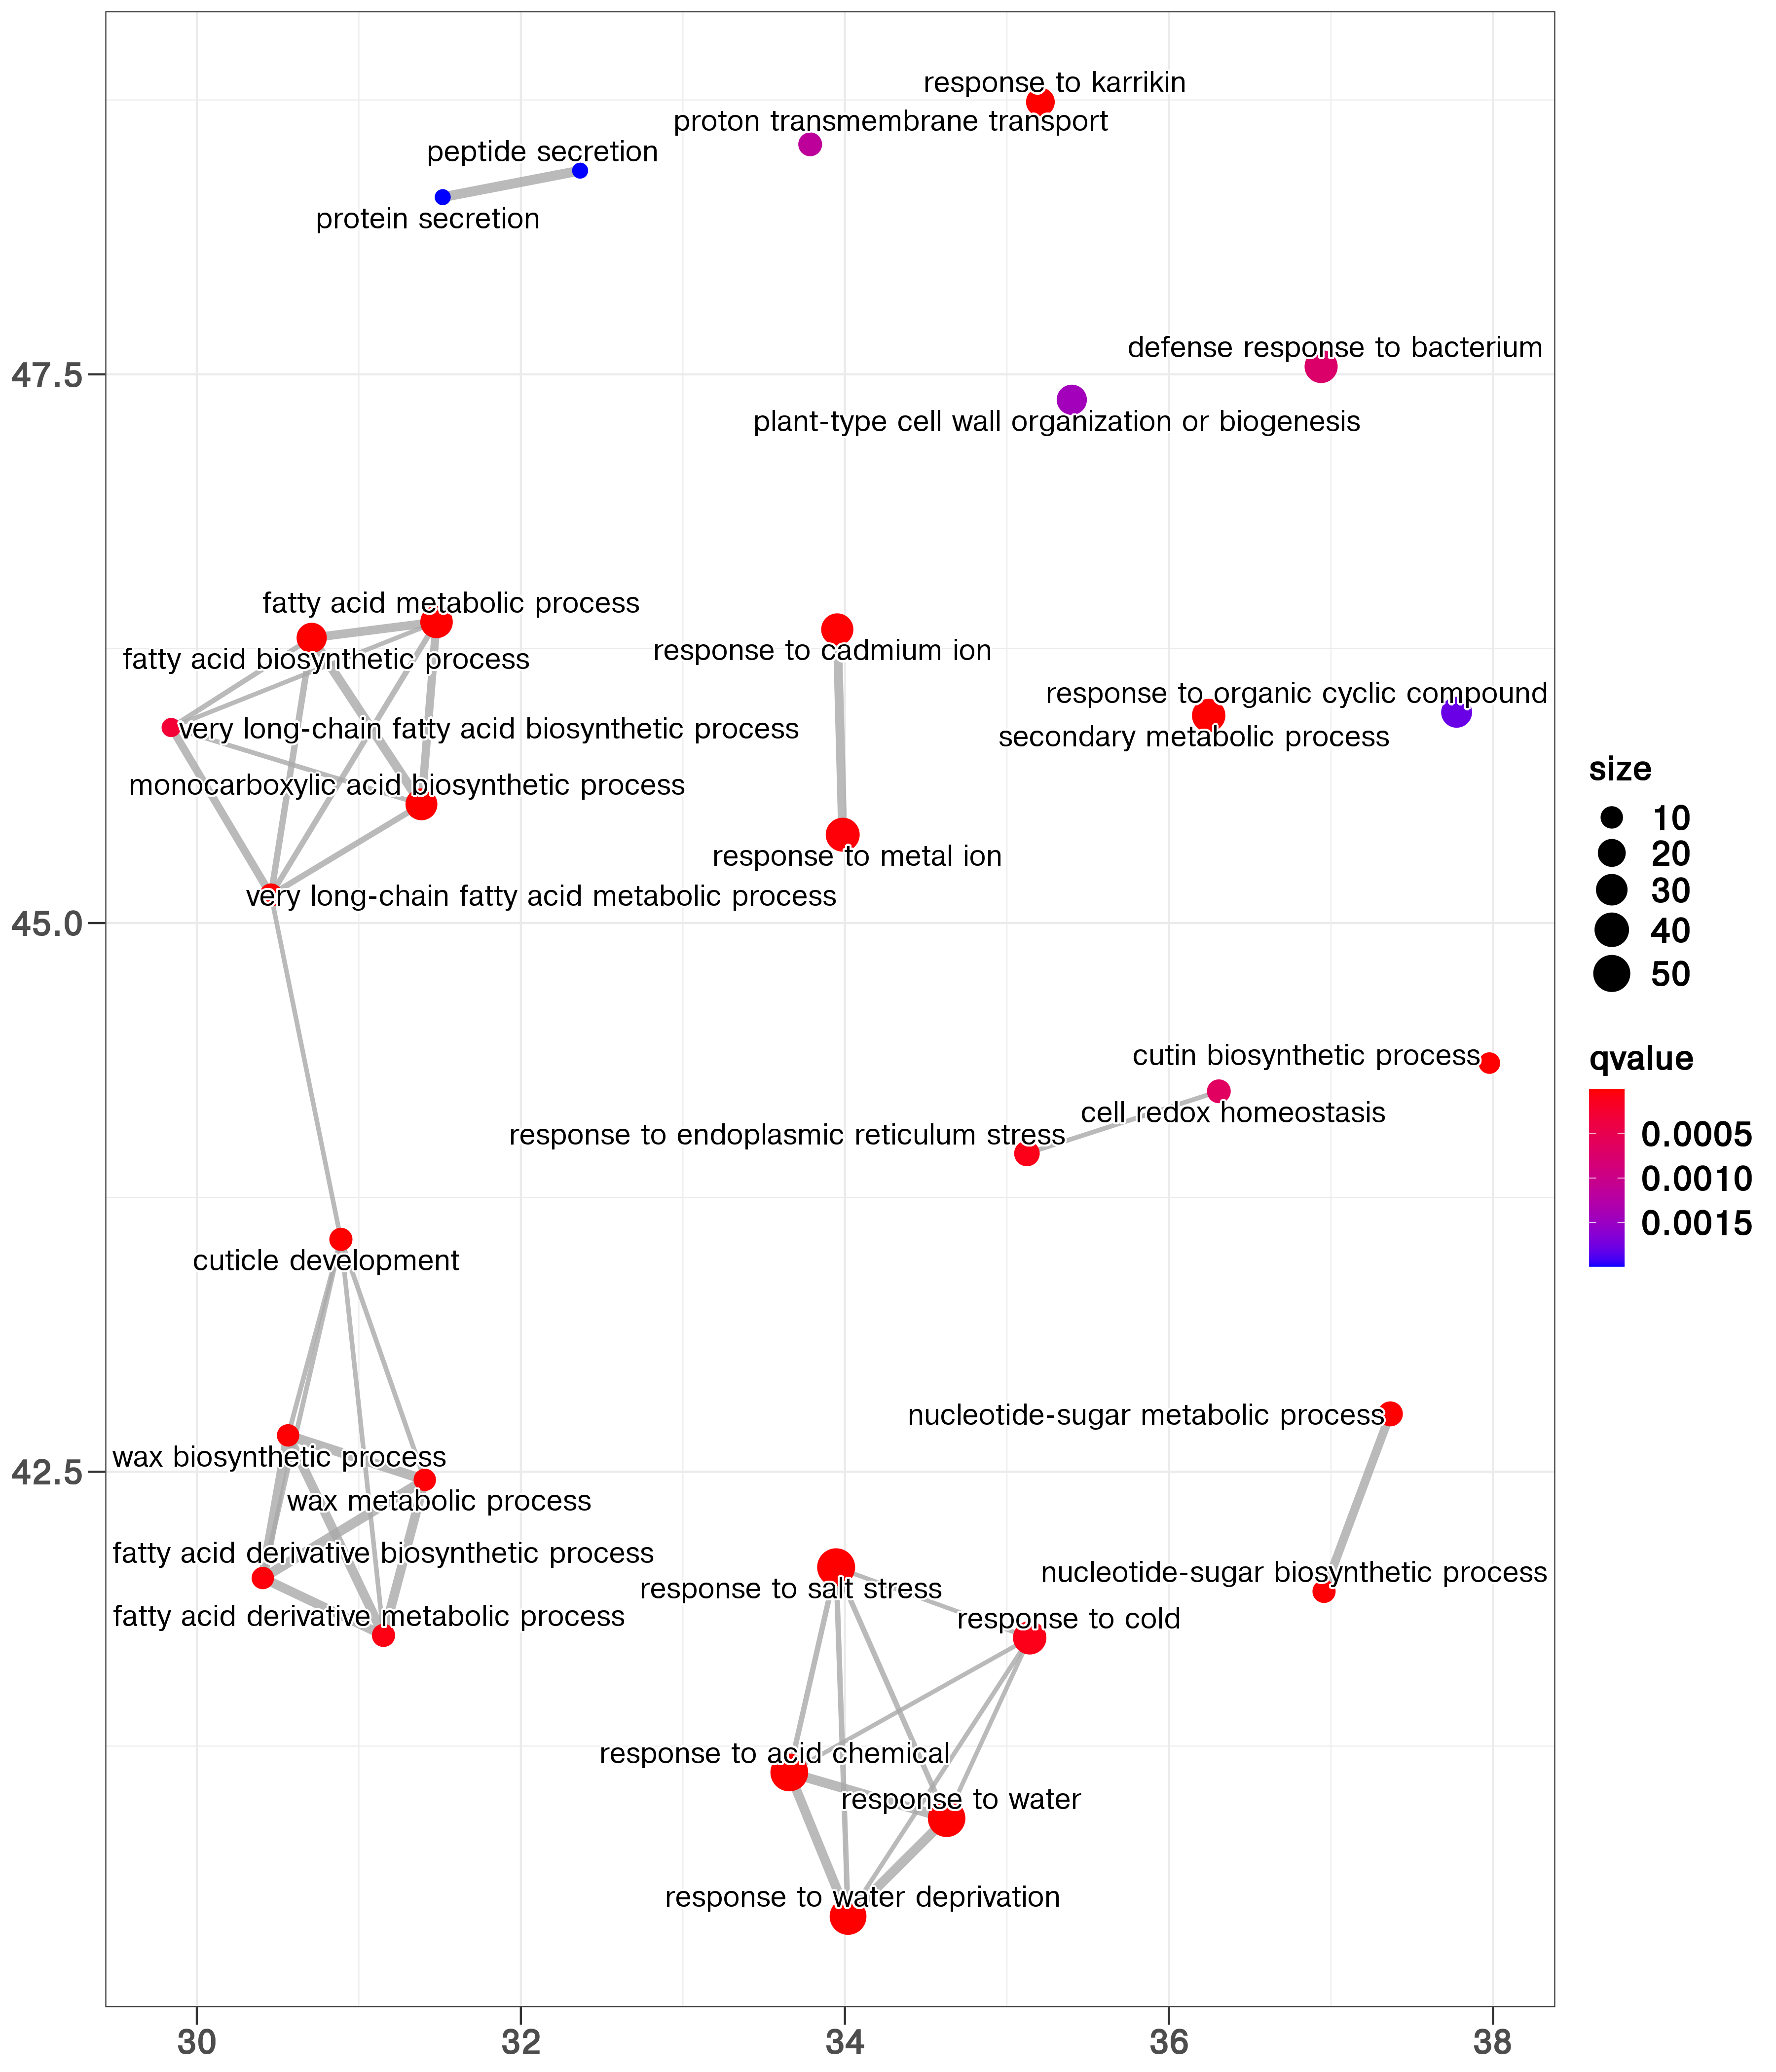 response to karrikin
proton transmembrane transport
peptide secretion
protein secretion
defense response to bacterium
47.5
plant-type cell wall organization or biogenesis
fatty acid metabolic process
fatty acid biosynthetic process
response to cadmium ion
response to organic cyclic compound
very long-chain fatty acid biosynthetic process
secondary metabolic process
monocarboxylic acid biosynthetic process
response to metal ion
very long-chain fatty acid metabolic process
45.0
cutin biosynthetic process
cell redox homeostasis
response to endoplasmic reticulum stress
cuticle development
nucleotide-sugar metabolic process
wax biosynthetic process
42.5
wax metabolic process
fatty acid derivative biosynthetic process
nucleotide-sugar biosynthetic process
response to salt stress
fatty acid derivative metabolic process
response to cold
response to acid chemical
response to water
response to water deprivation
30
32
34
36
38
size
10
20
30
40
50
qvalue
0.0005
0.0010
0.0015